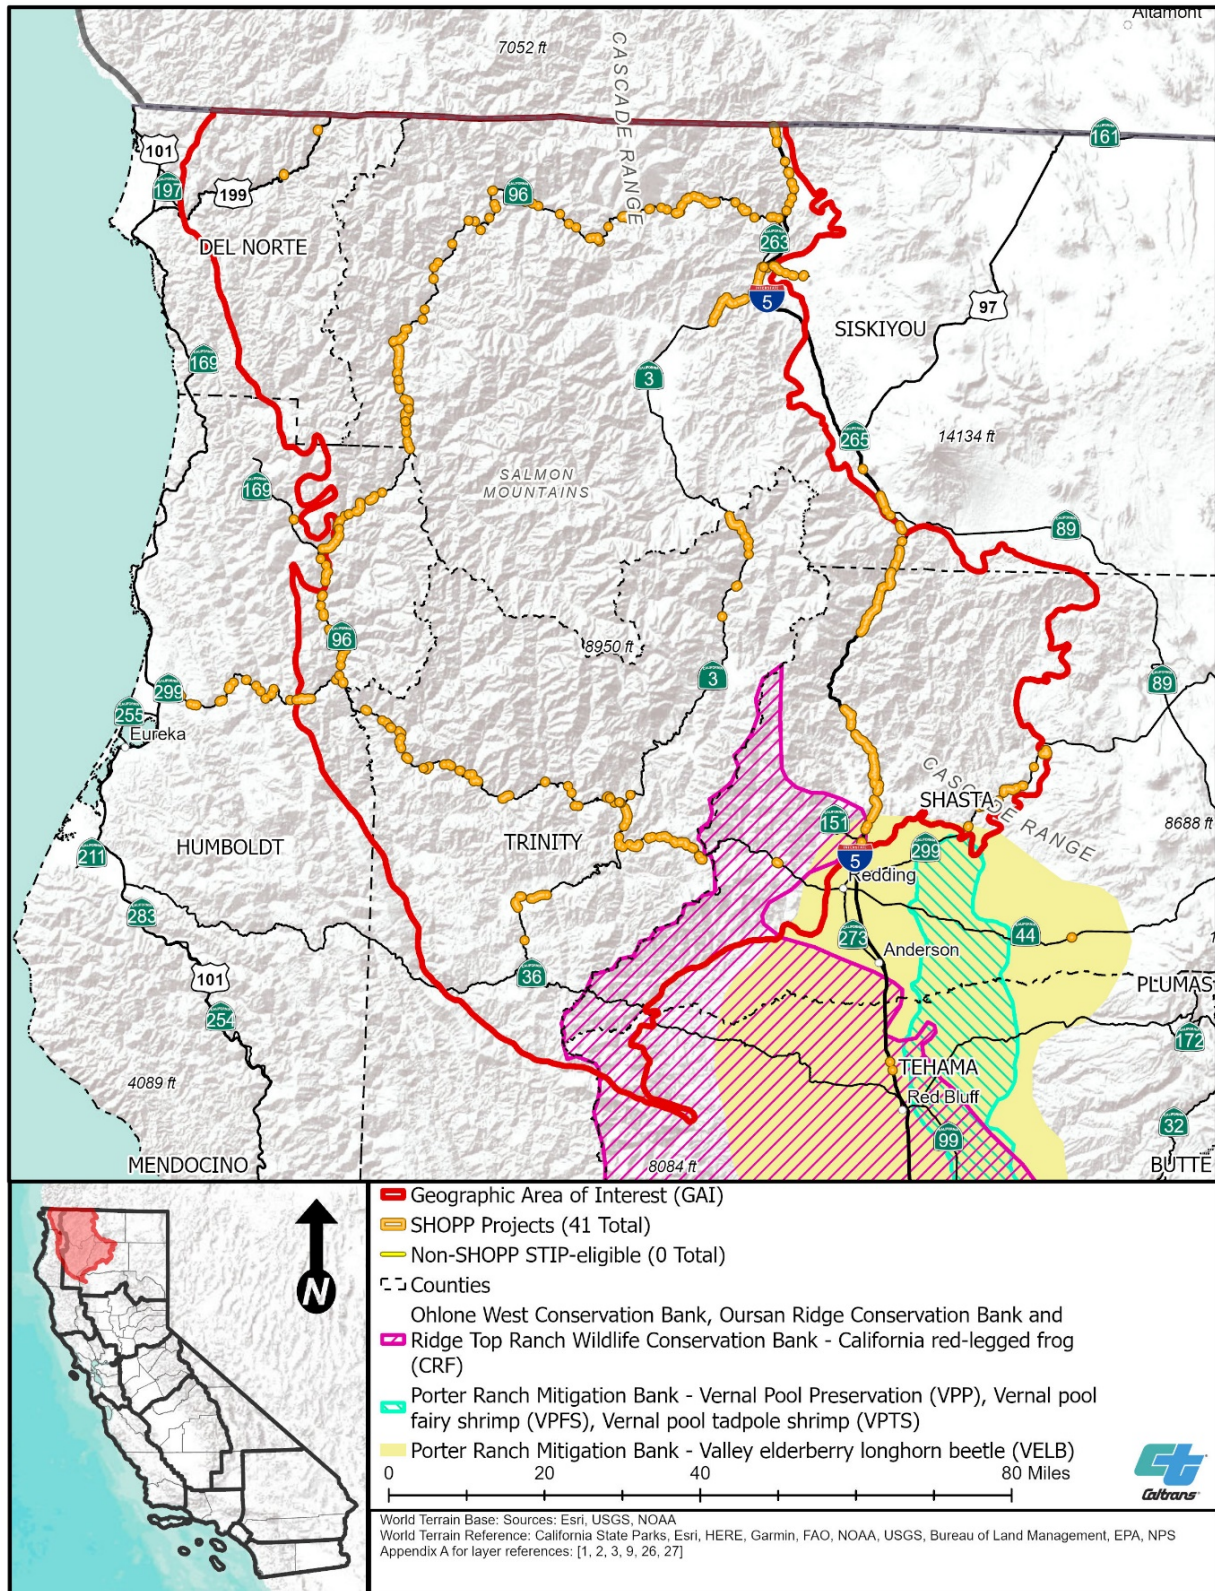 Altamont
7052 ft
CASCADE RANGE
161
101
197
199
96
DEL NORTE
263
5
97
SISKIYOU
169
3
265
14134 ft
SALMON
MOUNTAINS
169
89
96
8950 ft
3
89
299
255
Eureka
CASCADE RANGE
SHASTA
151
8688 ft
211
HUMBOLDT
TRINITY
299
5
Redding
283
44
273
Anderson
101
36
PLUMAS
254
172
4089 ft
TEHAMA
Red Bluff
32
99
MENDOCINO
8084 ft
BUTTE
Geographic Area of Interest (GAI)
SHOPP Projects (41 Total)
Non-SHOPP STIP-eligible (0 Total)
Counties
Ohlone West Conservation Bank, Oursan Ridge Conservation Bank and
Ridge Top Ranch Wildlife Conservation Bank - California red-legged frog
(CRF)
Porter Ranch Mitigation Bank - Vernal Pool Preservation (VPP), Vernal pool
fairy shrimp (VPFS), Vernal pool tadpole shrimp (VPTS)
Porter Ranch Mitigation Bank - Valley elderberry longhorn beetle (VELB)
0 20 40 80 Miles
N
Caltrans
World Terrain Base: Sources: Esri, USGS, NOAA
World Terrain Reference: California State Parks, Esri, HERE, Garmin, FAO, NOAA, USGS, Bureau of Land Management, EPA, NPS
Appendix A for layer references: [1, 2, 3, 9, 26, 27]